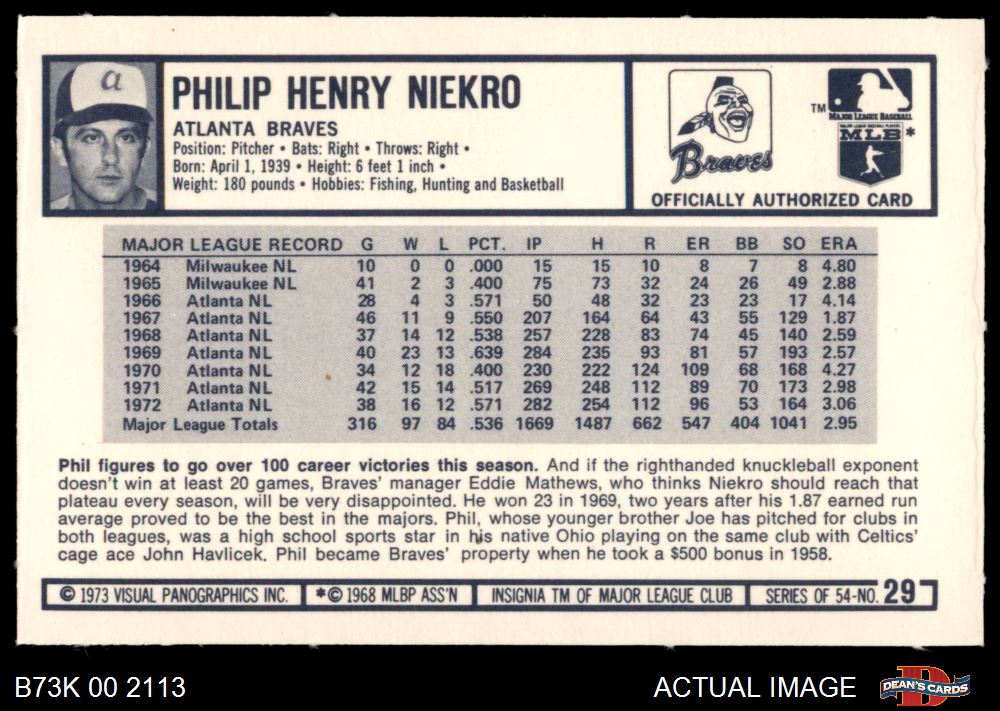 a
PHILIP HENRY NIEKRO
ATLANTA BRAVES
Position: Pitcher • Bats: Right • Throws: Right •
Born: April 1, 1939 • Height: 6 feet 1 inch •
Weight: 180 pounds • Hobbies: Fishing, Hunting and Basketball
Braves
TM
MAJOR LEAGUE BASEBALL
MAJOR LEAGUE BASEBALL PLAYERS
MLB *
OFFICIALLY AUTHORIZED CARD
MAJOR LEAGUE RECORD G W L PCT. IP H R ER BB SO ERA
1964 Milwaukee NL 10 0 0 .000 15 15 10 8 7 8 4.80
1965 Milwaukee NL 41 2 3 .400 75 73 32 24 26 49 2.88
1966 Atlanta NL 28 4 3 .571 50 48 32 23 23 17 4.14
1967 Atlanta NL 46 11 9 .550 207 164 64 43 55 129 1.87
1968 Atlanta NL 37 14 12 .538 257 228 83 74 45 140 2.59
1969 Atlanta NL 40 23 13 .639 284 235 93 81 57 193 2.57
1970 Atlanta NL 34 12 18 .400 230 222 124 109 68 168 4.27
1971 Atlanta NL 42 15 14 .517 269 248 112 89 70 173 2.98
1972 Atlanta NL 38 16 12 .571 282 254 112 96 53 164 3.06
Major League Totals 316 97 84 .536 1669 1487 662 547 404 1041 2.95
Phil figures to go over 100 career victories this season. And if the righthanded knuckleball exponent
doesn't win at least 20 games, Braves' manager Eddie Mathews, who thinks Niekro should reach that
plateau every season, will be very disappointed. He won 23 in 1969, two years after his 1.87 earned run
average proved to be the best in the majors. Phil, whose younger brother Joe has pitched for clubs in
both leagues, was a high school sports star in his native Ohio playing on the same club with Celtics'
cage ace John Havlicek. Phil became Braves' property when he took a $500 bonus in 1958.
© 1973 VISUAL PANOGRAPHICS INC. *© 1968 MLBP ASS'N INSIGNIA TM OF MAJOR LEAGUE CLUB SERIES OF 54-NO. 29
B73K 00 2113 ACTUAL IMAGE DEAN'S CARDS